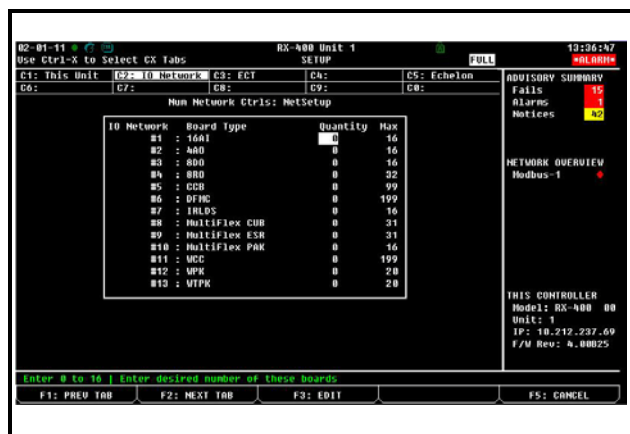 02-01-11 RX-400 Unit 1 13:36:47
Use Ctrl-X to Select CX Tabs SETUP FULL *ALARM*
C1: This Unit C2: IO Network C3: ECT C4: C5: Echelon
C6: C7: C8: C9: C0:
ADVISORY SUMMARY
Fails 15
Alarms 1
Notices 42
NETWORK OVERVIEW
Modbus-1
THIS CONTROLLER
Model: RX-400 00
Unit: 1
IP: 10.212.237.69
F/W Rev: 4.00B25
Num Network Ctrls: NetSetup
IO Network Board Type Quantity Max
#1 : 16AI 0 16
#2 : 4AO 0 16
#3 : 8DO 0 16
#4 : 8RO 0 32
#5 : CCB 0 99
#6 : DFMC 0 199
#7 : IRLDS 0 16
#8 : MultiFlex CUB 0 31
#9 : MultiFlex ESR 0 31
#10 : MultiFlex PAK 0 16
#11 : VCC 0 199
#12 : VPK 0 20
#13 : VTPK 0 20
Enter 0 to 16 | Enter desired number of these boards
F1: PREV TAB F2: NEXT TAB F3: EDIT F5: CANCEL